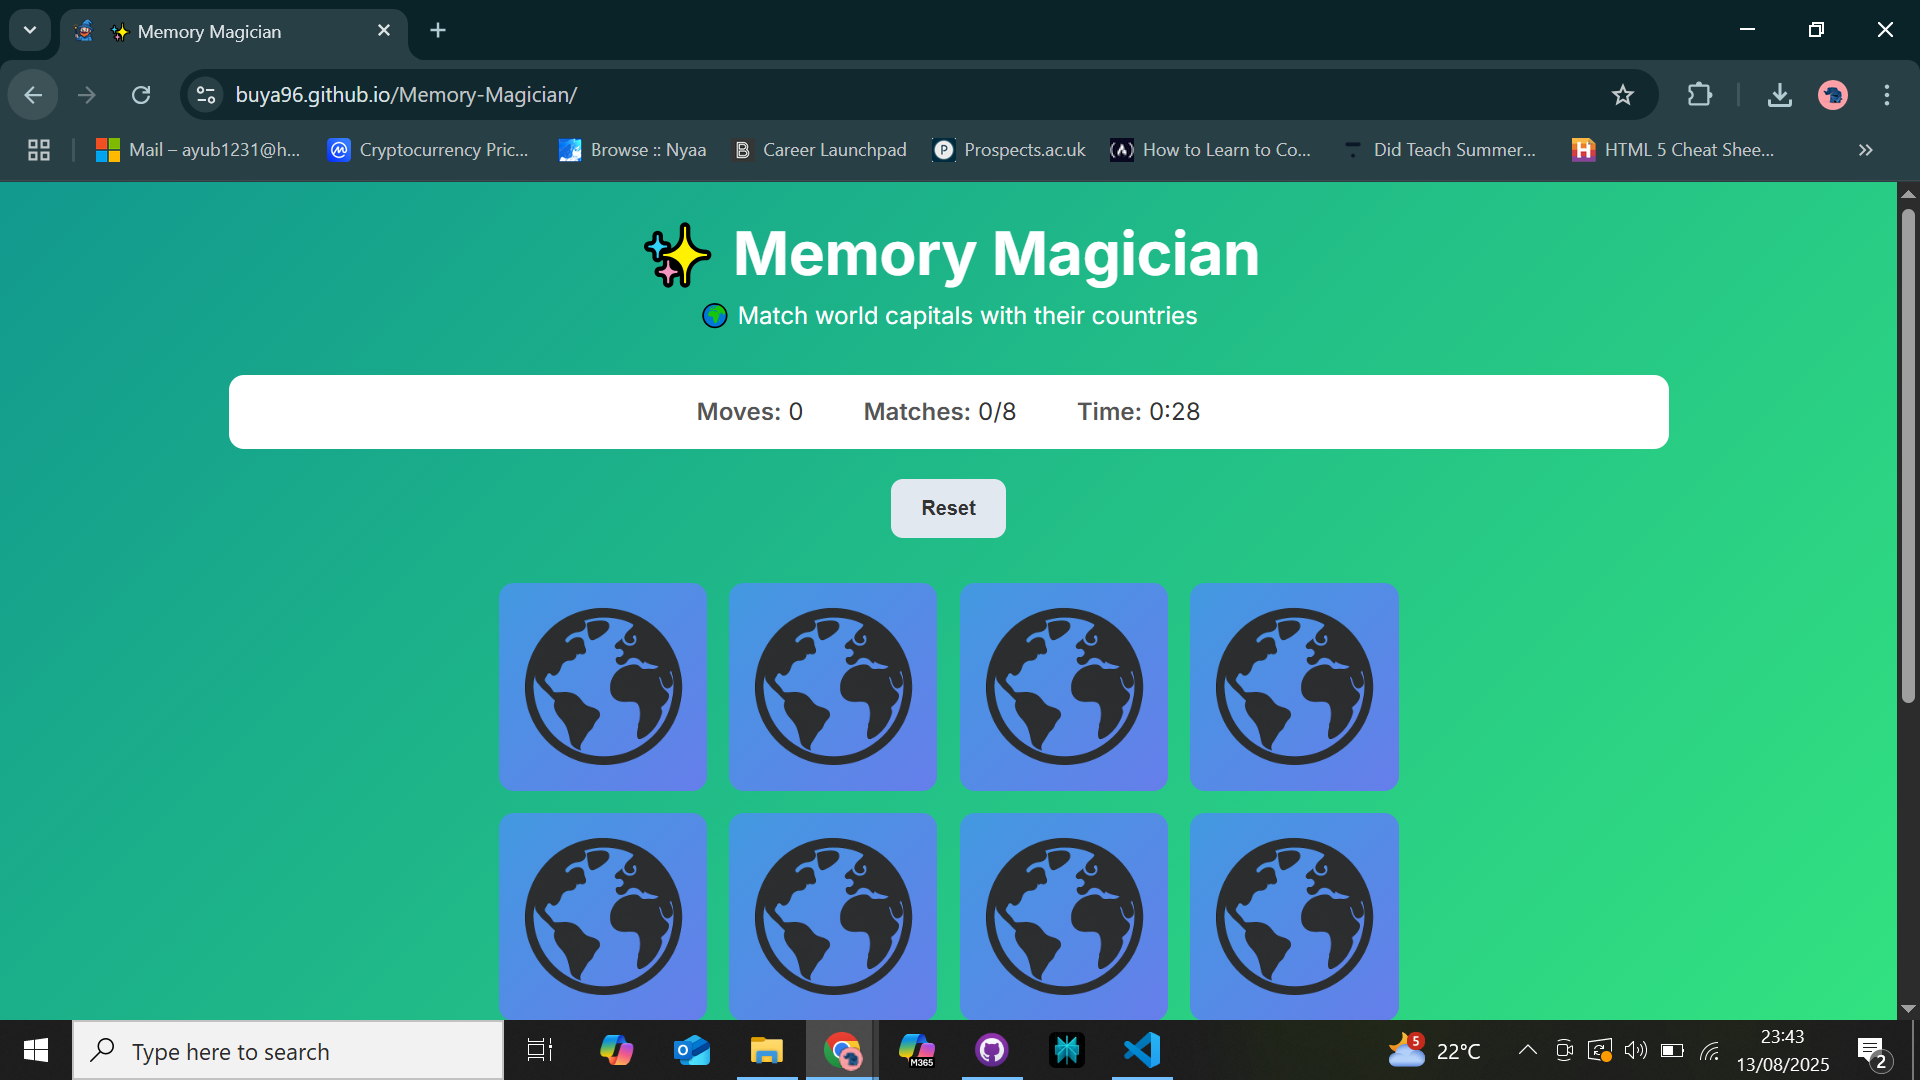 ✨ Memory Magician
buya96.github.io/Memory-Magician/
Mail – ayub1231@h...
Cryptocurrency Pric...
Browse :: Nyaa
Career Launchpad
Prospects.ac.uk
How to Learn to Co...
Did Teach Summer...
HTML 5 Cheat Shee...
✨ Memory Magician
🌍 Match world capitals with their countries
Moves: 0 Matches: 0/8 Time: 0:28
Reset
Type here to search
M365
5
22°C
23:43
13/08/2025
2